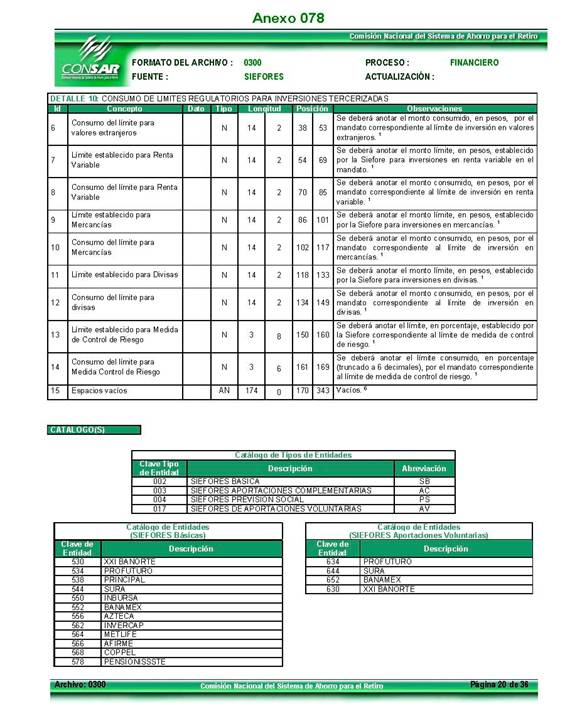 Anexo 078
Comisión Nacional del Sistema de Ahorro para el Retiro
CONSAR
FORMATO DEL ARCHIVO : 0300 PROCESO : FINANCIERO
FUENTE : SIEFORES ACTUALIZACIÓN :
DETALLE 10: CONSUMO DE LIMITES REGULATORIOS PARA INVERSIONES TERCERIZADAS
Id Concepto Dato Tipo Longitud Posición Observaciones
6 Consumo del límite para valores extranjeros N 14 2 38 53 Se deberá anotar el monto consumido, en pesos, por el mandato correspondiente al límite de inversión en valores extranjeros. 1
7 Límite establecido para Renta Variable N 14 2 54 69 Se deberá anotar el monto límite, en pesos, establecido por la Siefore para inversiones en renta variable en el mandato. 1
8 Consumo del límite para Renta Variable N 14 2 70 85 Se deberá anotar el monto consumido, en pesos, por el mandato correspondiente al límite de inversión en renta variable. 1
9 Límite establecido para Mercancías N 14 2 86 101 Se deberá anotar el monto límite, en pesos, establecido por la Siefore para inversiones en mercancías. 1
10 Consumo del límite para Mercancías N 14 2 102 117 Se deberá anotar el monto consumido, en pesos, por el mandato correspondiente al límite de inversión en mercancías. 1
11 Límite establecido para Divisas N 14 2 118 133 Se deberá anotar el monto límite, en pesos, establecido por la Siefore para inversiones en divisas. 1
12 Consumo del límite para divisas N 14 2 134 149 Se deberá anotar el monto consumido, en pesos, por el mandato correspondiente al límite de inversión en divisas. 1
13 Límite establecido para Medida de Control de Riesgo N 3 8 150 160 Se deberá anotar el límite, en porcentaje, establecido por la Siefore correspondiente al límite de medida de control de riesgo. 1
14 Consumo del límite para Medida Control de Riesgo N 3 6 161 169 Se deberá anotar el límite consumido, en porcentaje (truncado a 6 decimales), por el mandato correspondiente al límite de medida de control de riesgo. 1
15 Espacios vacíos AN 174 0 170 343 Vacíos. 6
CATALOGO(S)
Catálogo de Tipos de Entidades
Clave Tipo de Entidad Descripción Abreviación
002 SIEFORES BASICA SB
003 SIEFORES APORTACIONES COMPLEMENTARIAS AC
004 SIEFORES PREVISION SOCIAL PS
017 SIEFORES DE APORTACIONES VOLUNTARIAS AV
Catálogo de Entidades
(SIEFORES Básicas)
Clave de Entidad Descripción
530 XXI BANORTE
534 PROFUTURO
538 PRINCIPAL
544 SURA
550 INBURSA
552 BANAMEX
556 AZTECA
562 INVERCAP
564 METLIFE
566 AFIRME
568 COPPEL
578 PENSIONISSSTE
Catálogo de Entidades
(SIEFORES Aportaciones Voluntarias)
Clave de Entidad Descripción
634 PROFUTURO
644 SURA
652 BANAMEX
630 XXI BANORTE
Archivo: 0300 Comisión Nacional del Sistema de Ahorro para el Retiro Página 20 de 36